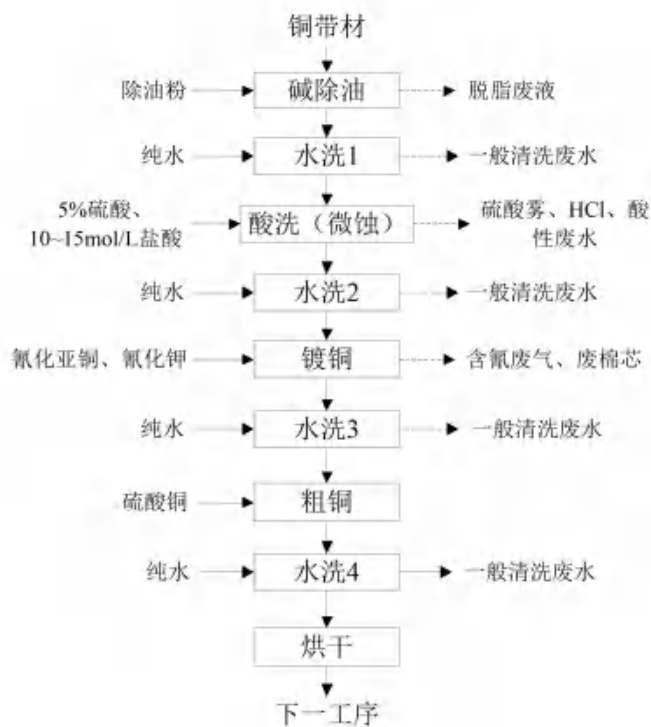 铜带材
除油粉
碱除油
脱脂废液
纯水
水洗1
一般清洗废水
5%硫酸、
10~15mol/L盐酸
酸洗（微蚀）
硫酸雾、HCl、酸
性废水
纯水
水洗2
一般清洗废水
氰化亚铜、氰化钾
镀铜
含氰废气、废棉芯
纯水
水洗3
一般清洗废水
硫酸铜
粗铜
纯水
水洗4
一般清洗废水
烘干
下一工序